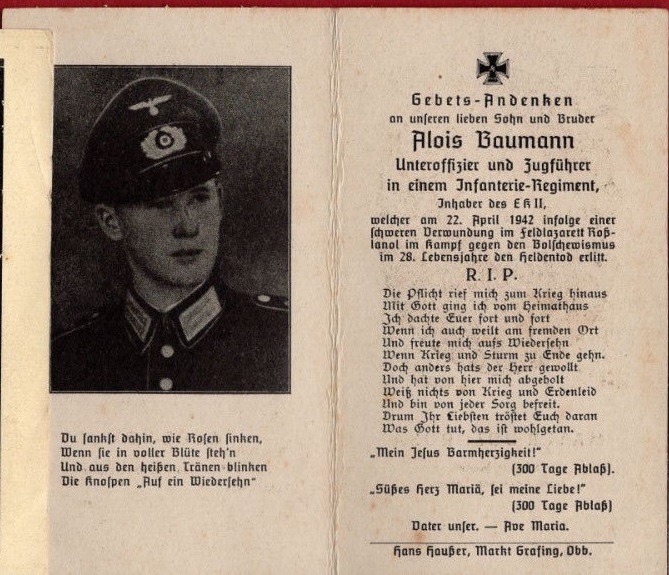 Du sankst dahin, wie Rosen sinken,
Wenn sie in voller Blüte steh'n
Und aus den heißen Tränen blinken
Die Knospen „Auf ein Wiedersehn“
Gebets-Andenken
an unseren lieben Sohn und Bruder
Alois Baumann
Unteroffizier und Zugführer
in einem Infanterie-Regiment,
Inhaber des E K II,
welcher am 22. April 1942 infolge einer
schweren Verwundung im Feldlazarett Roß-
lanol im Kampf gegen den Bolschewismus
im 28. Lebensjahre den Heldentod erlitt.
R. I. P.
Die Pflicht rief mich zum Krieg hinaus
Mit Gott ging ich vom Heimathaus
Ich dachte Euer fort und fort
Wenn ich auch weilt am fremden Ort
Und freute mich aufs Wiedersehn
Wenn Krieg und Sturm zu Ende gehn.
Doch anders hats der Herr gewollt
Und hat von hier mich abgeholt
Weiß nichts von Krieg und Erdenleid
Und bin von jeder Sorg befreit.
Drum Ihr Liebsten tröstet Euch daran
Was Gott tut, das ist wohlgetan.
„Mein Jesus Barmherzigkeit!“
(300 Tage Ablaß).
„Süßes Herz Mariä, sei meine Liebe!“
(300 Tage Ablaß)
Vater unser. — Ave Maria.
Hans Haußer, Markt Grafing, Obb.